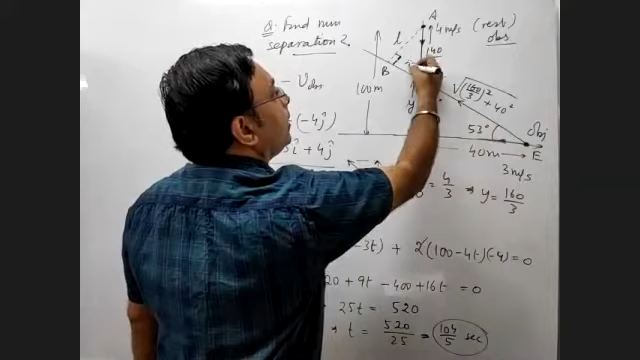 Q. find min
separation?
A
4 m/s
(rest)
obs
l
B
100m
140
y
√(160/3)² + 40²
53°
Obj
40m
E
3 m/s
- V obs
(-4ĵ)
î + 4ĵ
= 4/3 ⇒ y = 160/3
-3t) + 2(100-4t)(-4) = 0
20 + 9t - 400 + 16t = 0
25t = 520
t = 520/25 = 104/5 sec